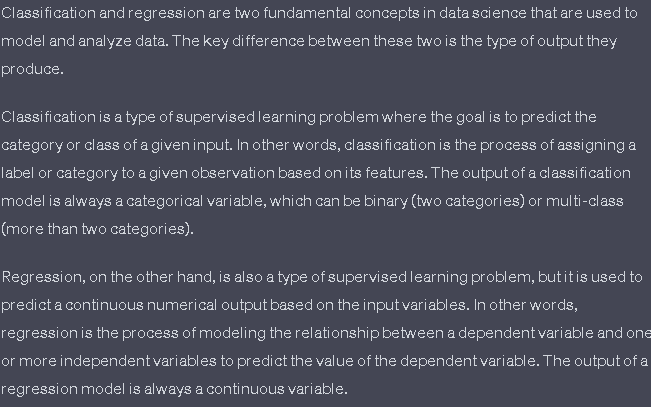 Classification and regression are two fundamental concepts in data science that are used to
model and analyze data. The key difference between these two is the type of output they
produce.
Classification is a type of supervised learning problem where the goal is to predict the
category or class of a given input. In other words, classification is the process of assigning a
label or category to a given observation based on its features. The output of a classification
model is always a categorical variable, which can be binary (two categories) or multi-class
(more than two categories).
Regression, on the other hand, is also a type of supervised learning problem, but it is used to
predict a continuous numerical output based on the input variables. In other words,
regression is the process of modeling the relationship between a dependent variable and one
or more independent variables to predict the value of the dependent variable. The output of a
regression model is always a continuous variable.